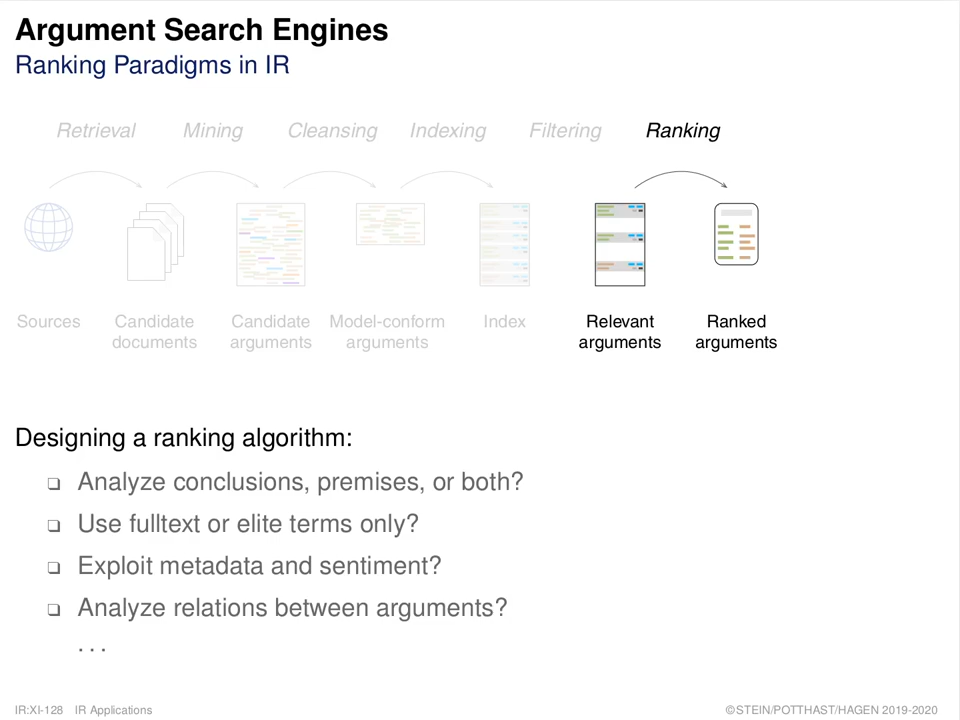 Argument Search Engines
Ranking Paradigms in IR
Retrieval Mining Cleansing Indexing Filtering Ranking
Sources Candidate documents Candidate arguments Model-conform arguments Index Relevant arguments Ranked arguments
Designing a ranking algorithm:
❏ Analyze conclusions, premises, or both?
❏ Use fulltext or elite terms only?
❏ Exploit metadata and sentiment?
❏ Analyze relations between arguments?
. . .
IR:XI-128 IR Applications ©STEIN/POTTHAST/HAGEN 2019-2020